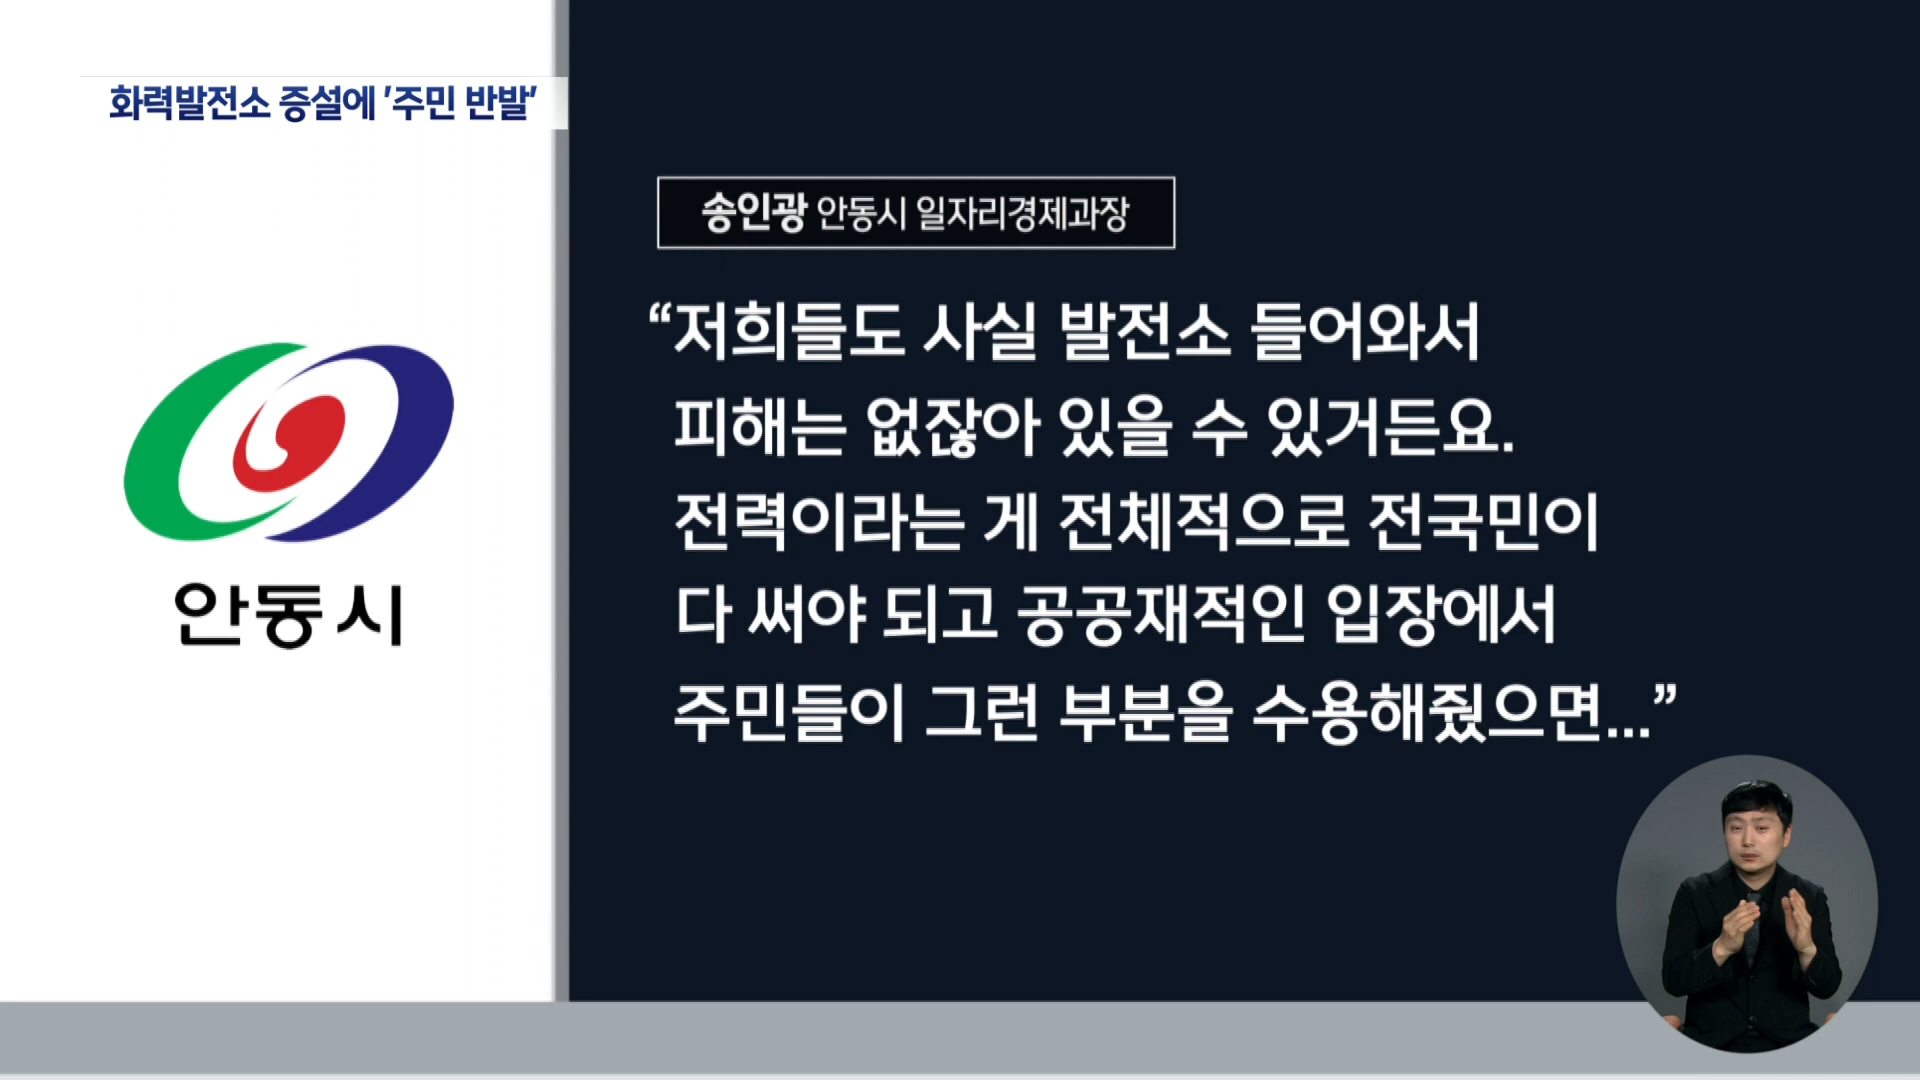 화력발전소 증설에 '주민 반발'
송인광 안동시 일자리경제과장
“저희들도 사실 발전소 들어와서
피해는 없잖아 있을 수 있거든요.
전력이라는 게 전체적으로 전국민이
다 써야 되고 공공재적인 입장에서
주민들이 그런 부분을 수용해줬으면...”
안동시